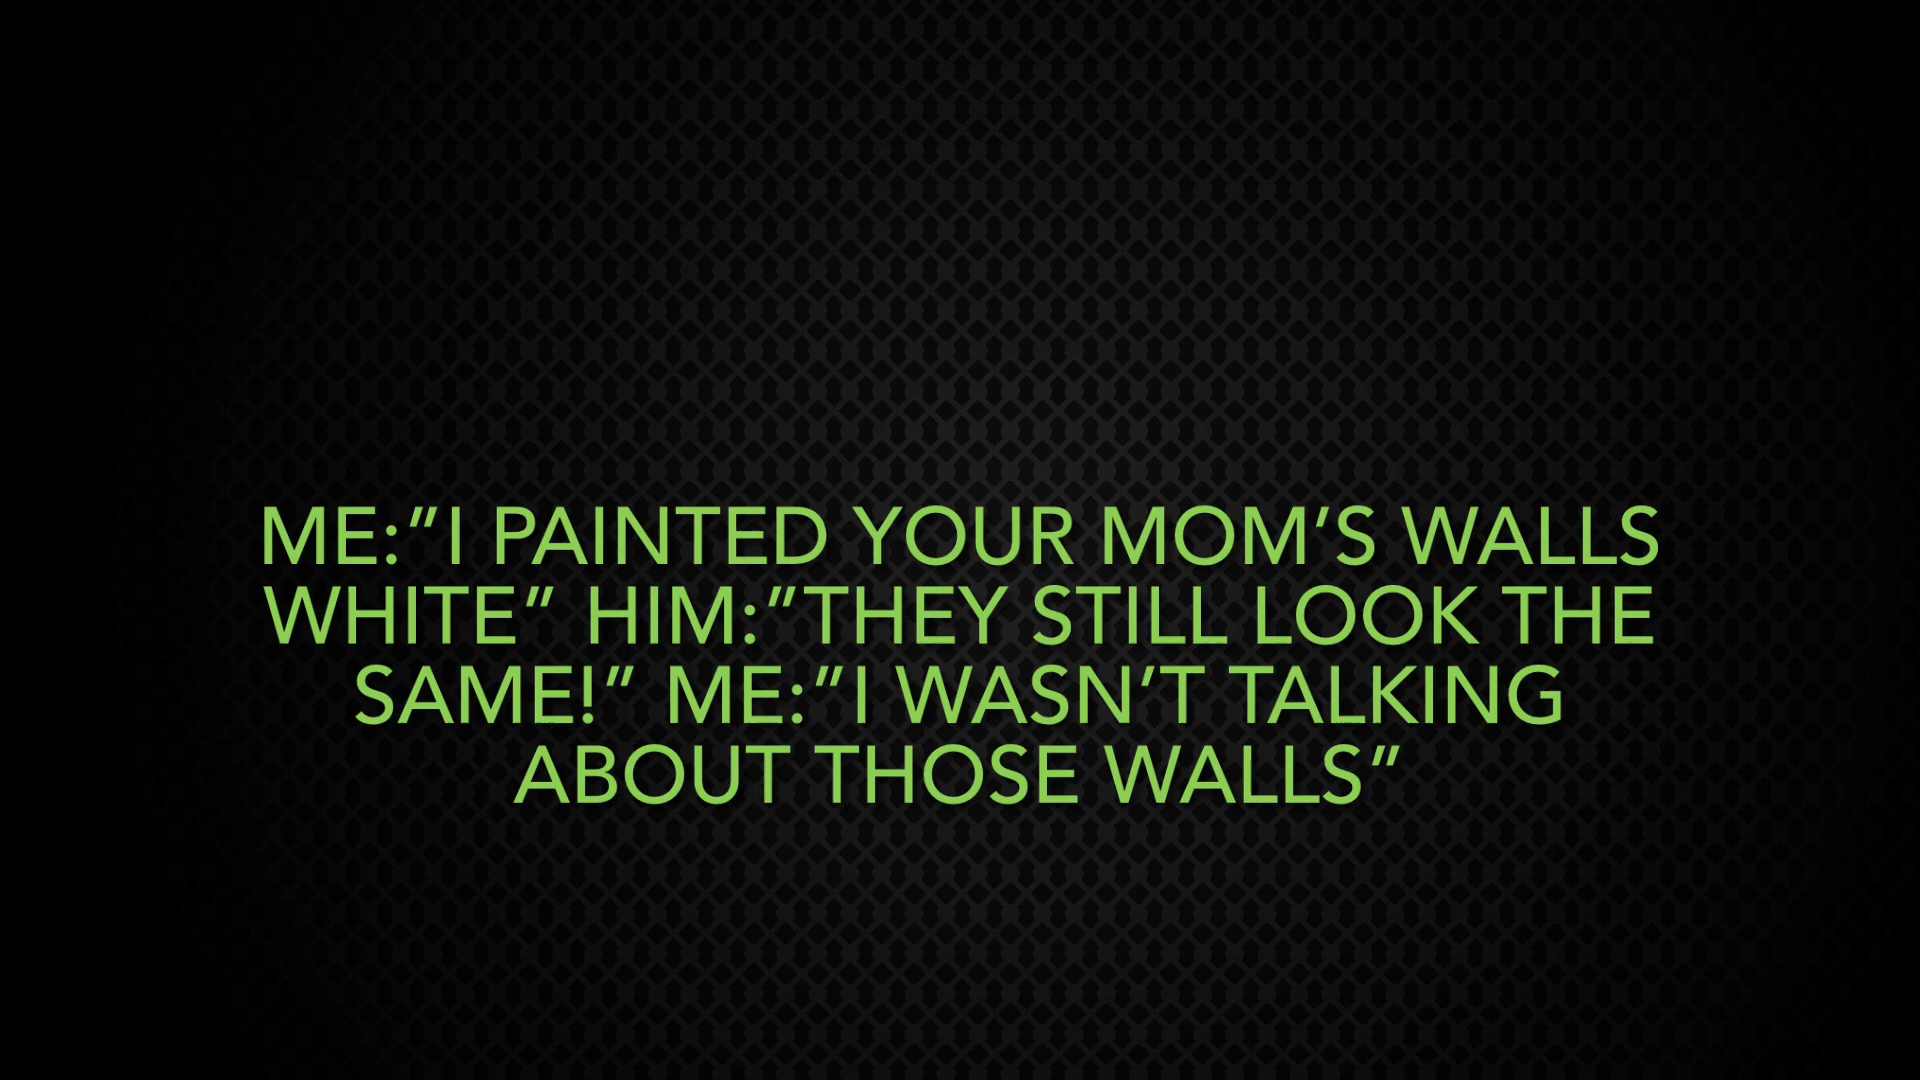 ME:"I PAINTED YOUR MOM'S WALLS
WHITE" HIM:"THEY STILL LOOK THE
SAME!" ME:"I WASN'T TALKING
ABOUT THOSE WALLS"